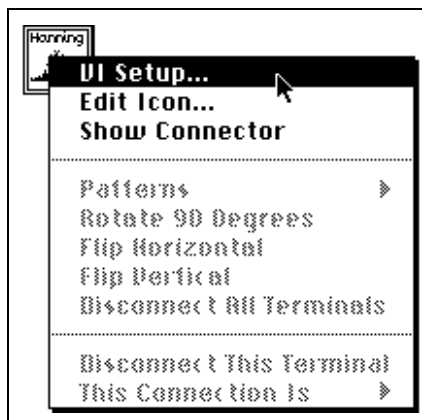 Hanning
VI Setup...
Edit Icon...
Show Connector
Patterns
Rotate 90 Degrees
Flip Horizontal
Flip Vertical
Disconnect All Terminals
Disconnect This Terminal
This Connection Is